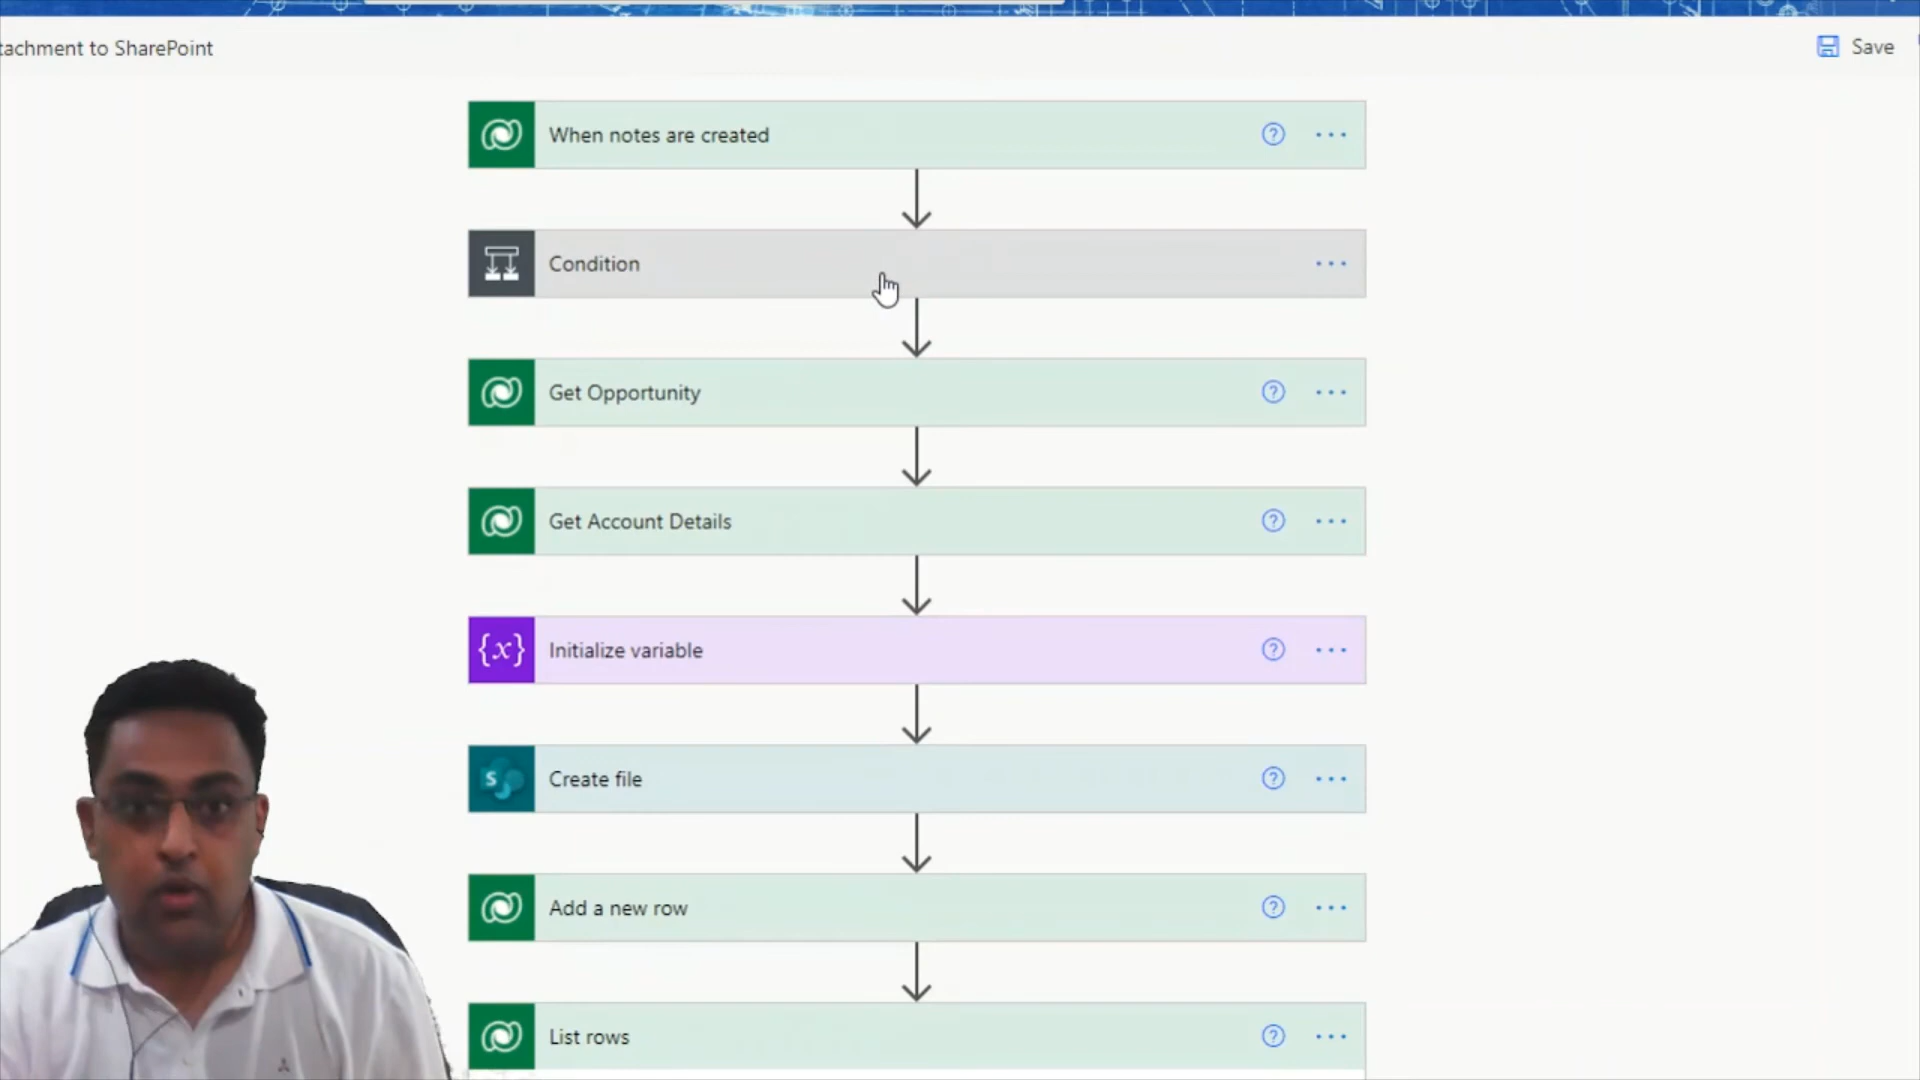 tachment to SharePoint
Save
When notes are created
Condition
Get Opportunity
Get Account Details
{x} Initialize variable
S Create file
Add a new row
List rows